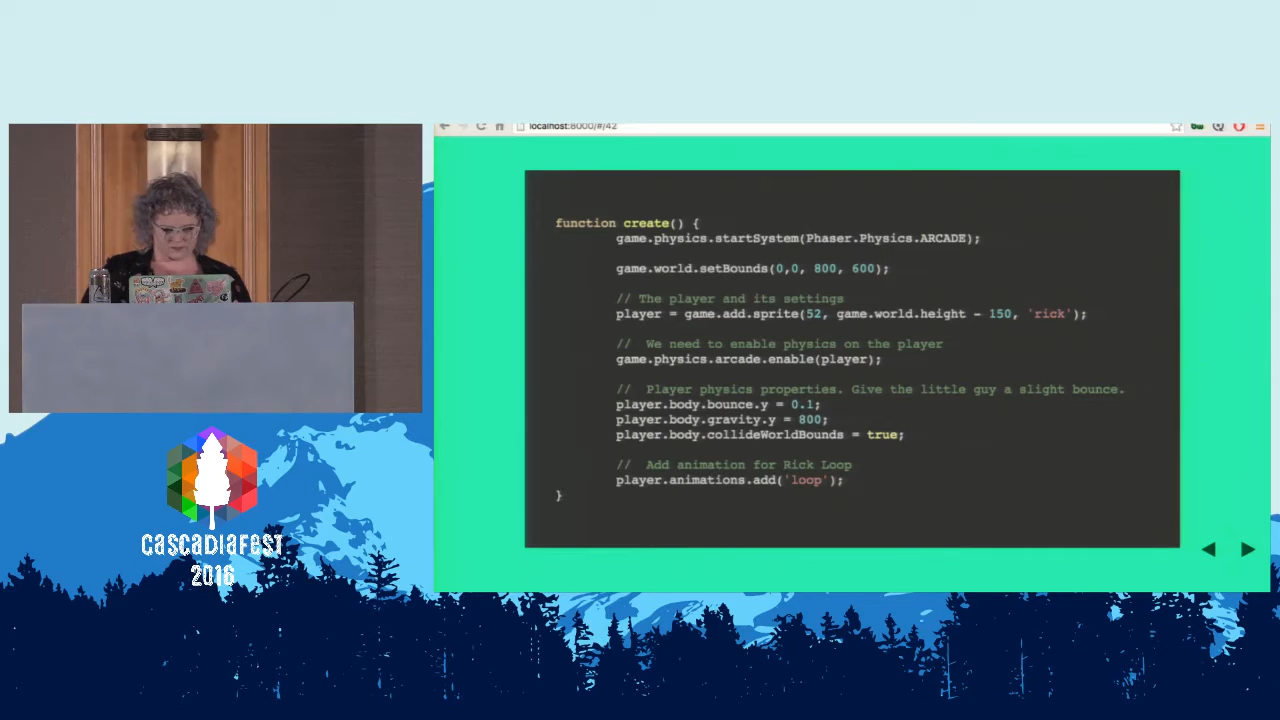 localhost:8000/#/42
function create() {
game.physics.startSystem(Phaser.Physics.ARCADE);
game.world.setBounds(0,0, 800, 600);
// The player and its settings
player = game.add.sprite(52, game.world.height - 150, 'rick');
// We need to enable physics on the player
game.physics.arcade.enable(player);
// Player physics properties. Give the little guy a slight bounce.
player.body.bounce.y = 0.1;
player.body.gravity.y = 800;
player.body.collideWorldBounds = true;
// Add animation for Rick Loop
player.animations.add('loop');
}
CASCADIAFEST
2016